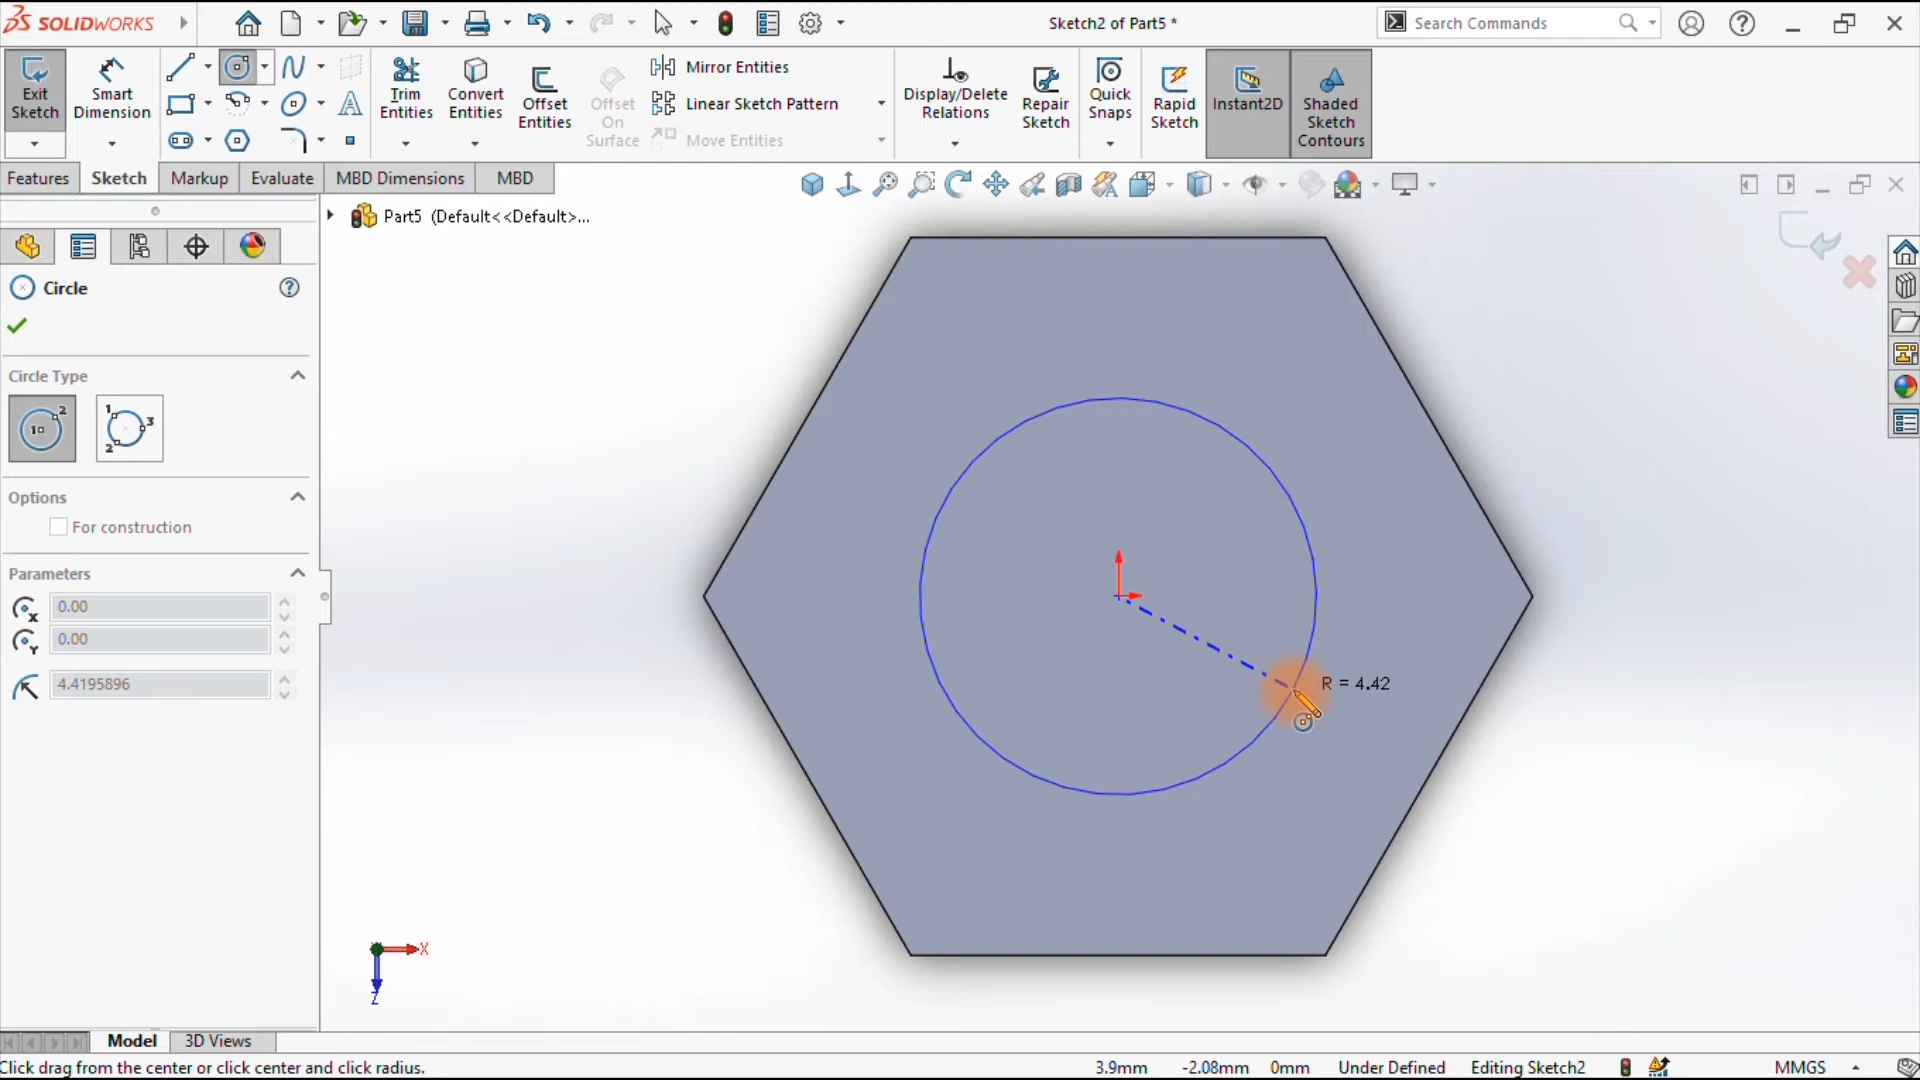 SOLIDWORKS
Sketch2 of Part5 *
Search Commands
Exit Sketch
Smart Dimension
Trim Entities
Convert Entities
Offset Entities
Offset On Surface
Mirror Entities
Linear Sketch Pattern
Move Entities
Display/Delete Relations
Repair Sketch
Quick Snaps
Rapid Sketch
Instant2D
Shaded Sketch Contours
Features
Sketch
Markup
Evaluate
MBD Dimensions
MBD
Part5 (Default<<Default>...
Circle
Circle Type
Options
For construction
Parameters
0.00
0.00
4.4195896
R = 4.42
X
Z
Model
3D Views
Click drag from the center or click center and click radius.
3.9mm
-2.08mm
0mm
Under Defined
Editing Sketch2
MMGS